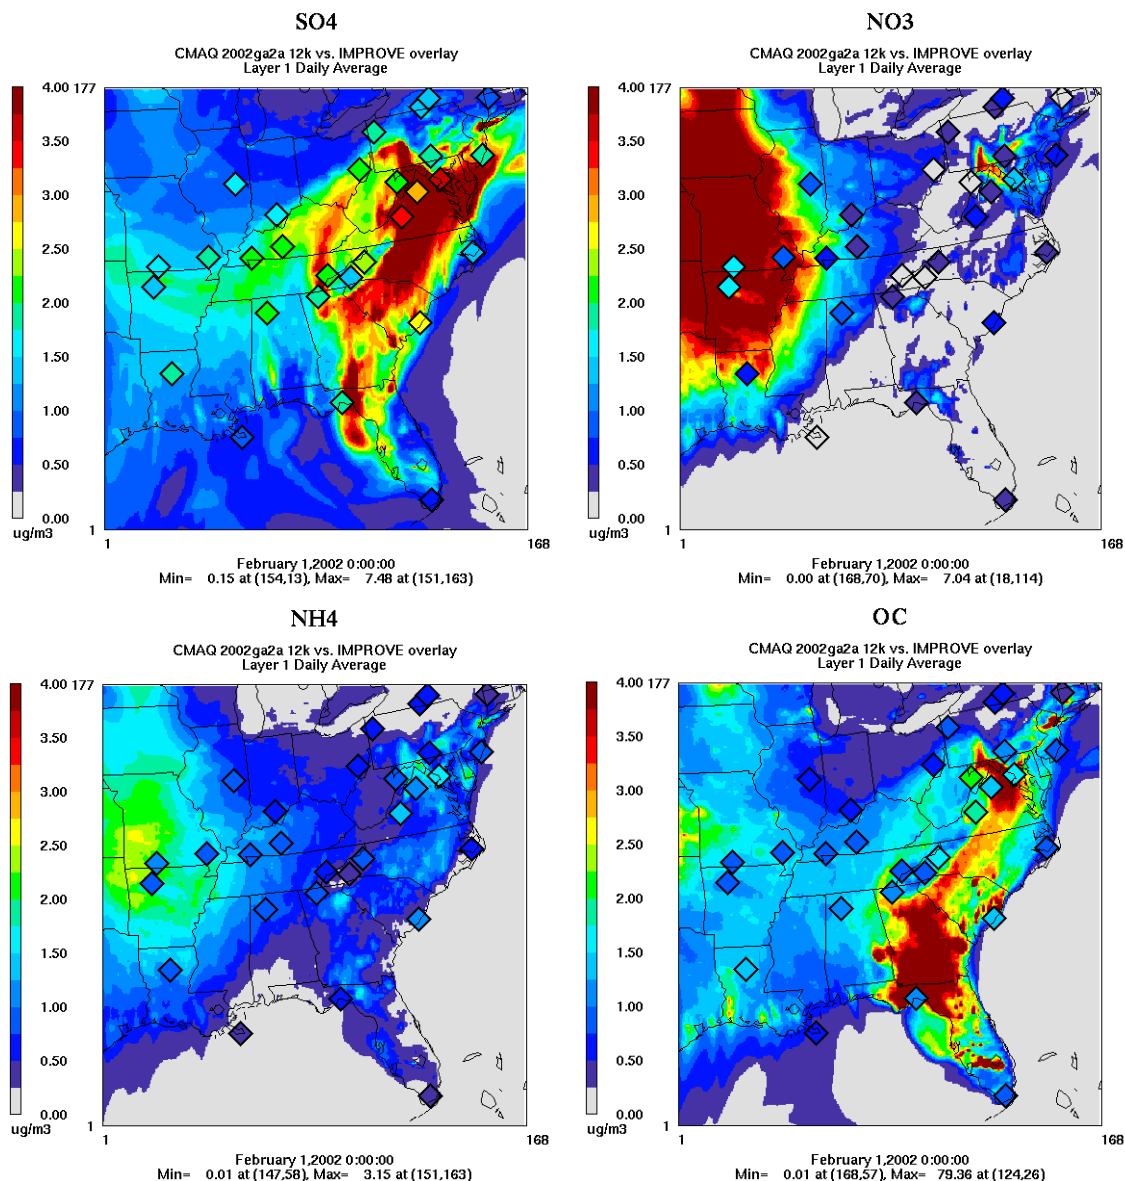 SO4
CMAQ 2002ga2a 12k vs. IMPROVE overlay
Layer 1 Daily Average
4.00 177
3.50
3.00
2.50
2.00
1.50
1.00
0.50
0.00
ug/m3
1
1 168
February 1,2002 0:00:00
Min= 0.15 at (154,13), Max= 7.48 at (151,163)
NO3
CMAQ 2002ga2a 12k vs. IMPROVE overlay
Layer 1 Daily Average
4.00 177
3.50
3.00
2.50
2.00
1.50
1.00
0.50
0.00
ug/m3
1
1 168
February 1,2002 0:00:00
Min= 0.00 at (168,70), Max= 7.04 at (18,114)
NH4
CMAQ 2002ga2a 12k vs. IMPROVE overlay
Layer 1 Daily Average
4.00 177
3.50
3.00
2.50
2.00
1.50
1.00
0.50
0.00
ug/m3
1
1 168
February 1,2002 0:00:00
Min= 0.01 at (147,58), Max= 3.15 at (151,163)
OC
CMAQ 2002ga2a 12k vs. IMPROVE overlay
Layer 1 Daily Average
4.00 177
3.50
3.00
2.50
2.00
1.50
1.00
0.50
0.00
ug/m3
1
1 168
February 1,2002 0:00:00
Min= 0.01 at (168,57), Max= 79.36 at (124,26)